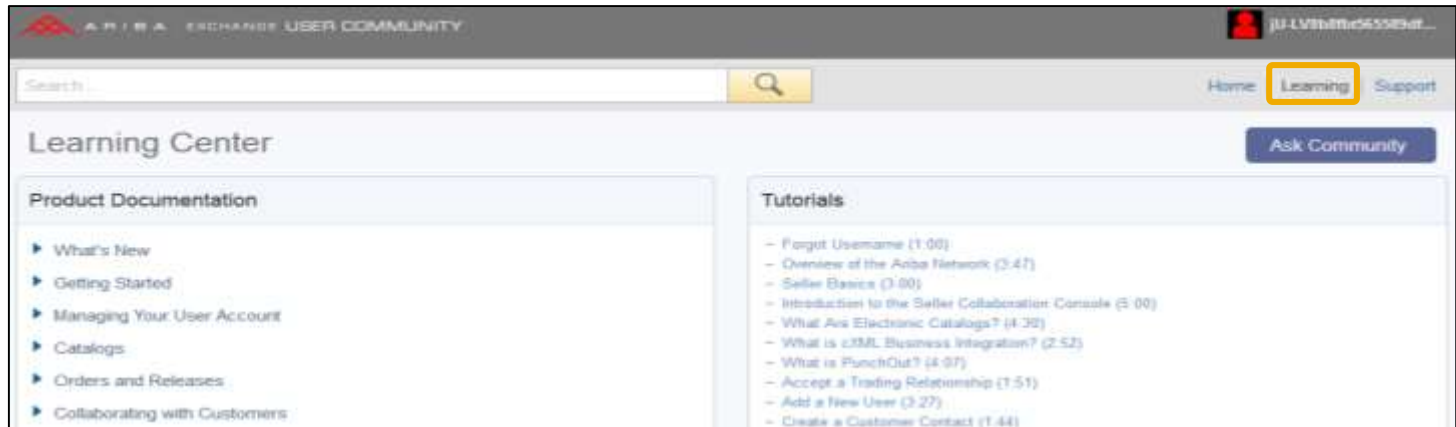 ARIBA EXCHANGE USER COMMUNITY
Search...
Home Learning Support
Learning Center
Ask Community
Product Documentation
What's New
Getting Started
Managing Your User Account
Catalogs
Orders and Releases
Collaborating with Customers
Tutorials
– Forgot Username (1:00)
– Overview of the Ariba Network (3:47)
– Seller Basics (3:00)
– Introduction to the Seller Collaboration Console (5:00)
– What Are Electronic Catalogs? (4:30)
– What is cXML Business Integration? (2:52)
– What is PunchOut? (4:07)
– Accept a Trading Relationship (1:51)
– Add a New User (3:27)
– Create a Customer Contact (1:44)